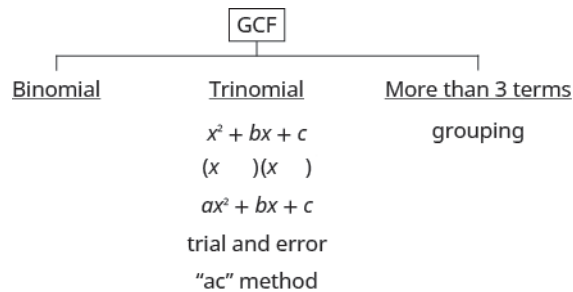 GCF
Binomial
Trinomial
More than 3 terms
x² + bx + c
grouping
(x    )(x    )
ax² + bx + c
trial and error
“ac” method